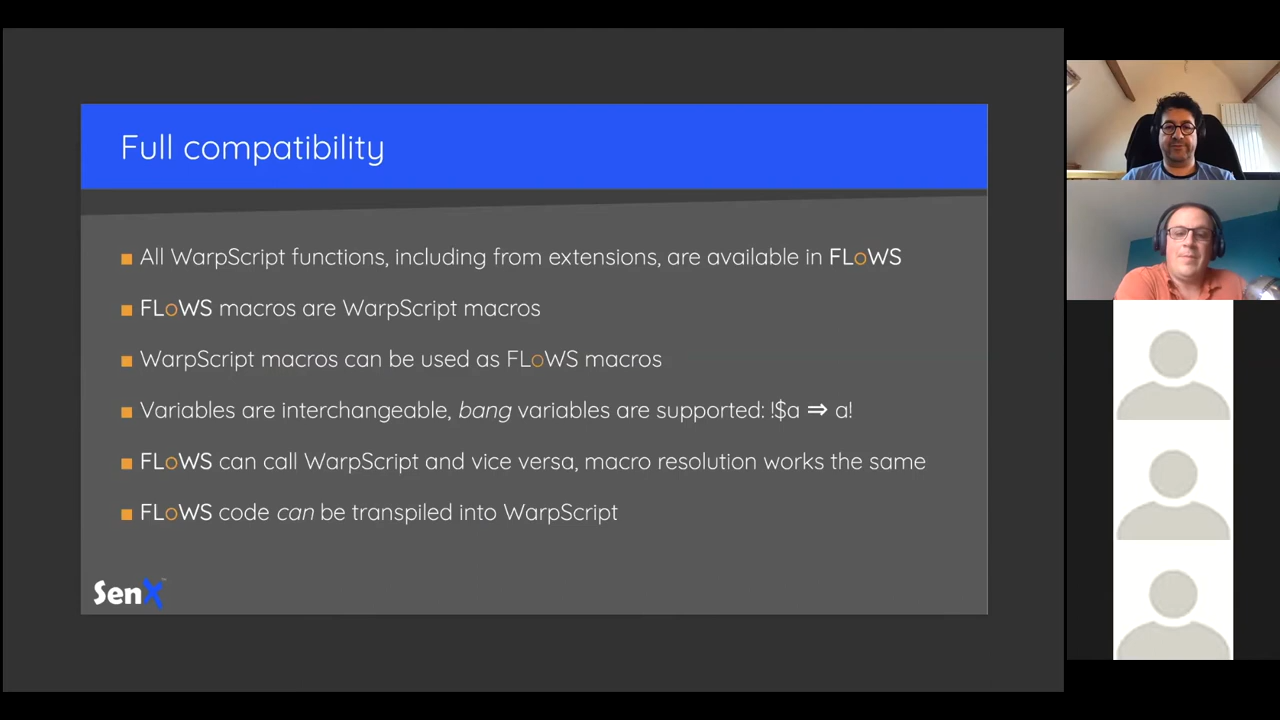 Full compatibility
All WarpScript functions, including from extensions, are available in FLoWS
FLoWS macros are WarpScript macros
WarpScript macros can be used as FLoWS macros
Variables are interchangeable, bang variables are supported: !$a ⇒ a!
FLoWS can call WarpScript and vice versa, macro resolution works the same
FLoWS code can be transpiled into WarpScript
SenX™